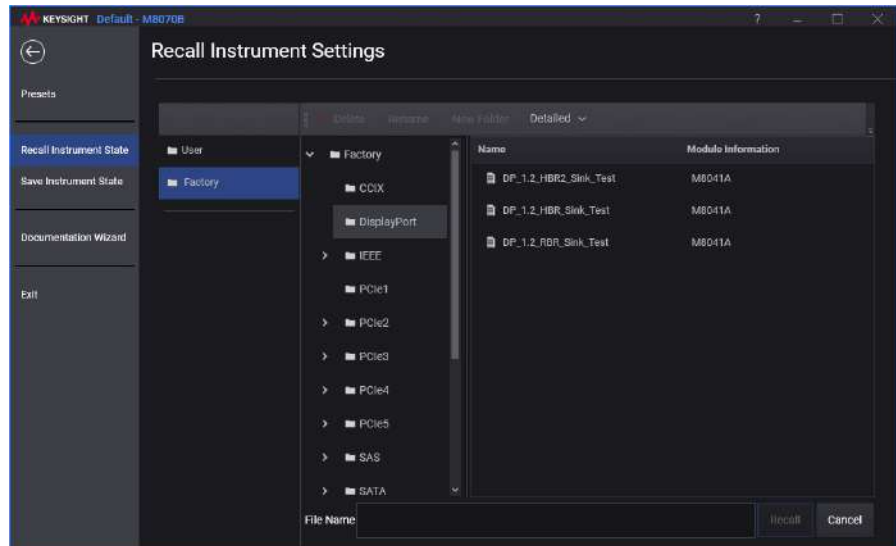 KEYSIGHT Default - M8070B
?
Recall Instrument Settings
Presets
Recall Instrument State
Save Instrument State
Documentation Wizard
Exit
User
Factory
Delete Rename New Folder Detailed
Factory
CCIX
DisplayPort
IEEE
PCIe1
PCIe2
PCIe3
PCIe4
PCIe5
SAS
SATA
Name Module Information
DP_1.2_HBR2_Sink_Test M8041A
DP_1.2_HBR_Sink_Test M8041A
DP_1.2_RBR_Sink_Test M8041A
File Name
Recall Cancel